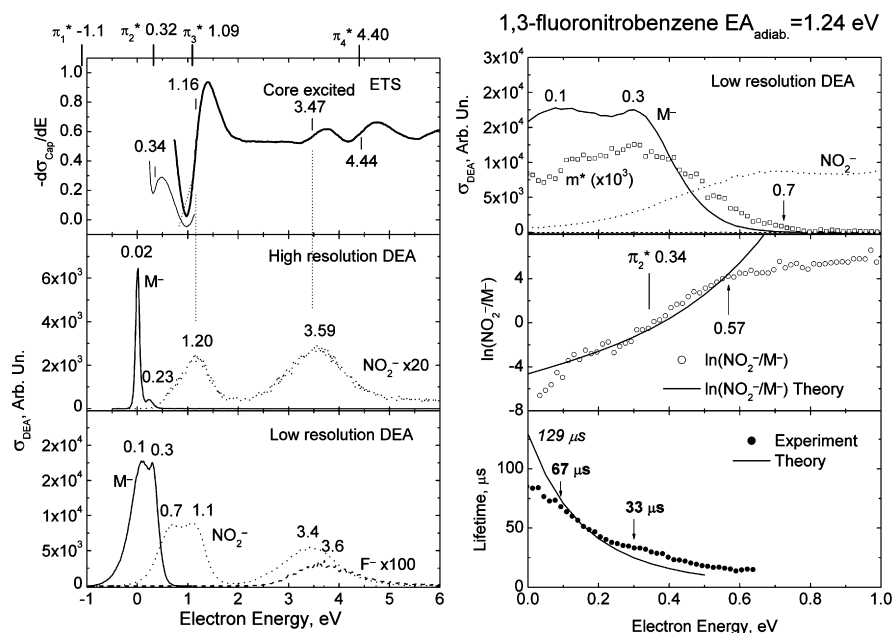 1,3-fluoronitrobenzene EA adiab. =1.24 eV
π1* -1.1 π2* 0.32 π3* 1.09 π4* 4.40
ETS
1.0
0.8
0.6
0.4
0.2
0.0
-dσCap/dE
1.16
Core excited
3.47
0.34
4.44
High resolution DEA
6x10³
4x10³
2x10³
0
0.02
M⁻
0.23
1.20
3.59
NO₂⁻ x20
σDEA, Arb. Un.
Low resolution DEA
2x10⁴
2x10⁴
1x10⁴
5x10³
0
0.1
0.3
M⁻
0.7
1.1
NO₂⁻
3.4
3.6
F⁻ x100
-1 0 1 2 3 4 5 6
Electron Energy, eV
Low resolution DEA
3x10⁴
2x10⁴
2x10⁴
1x10⁴
5x10³
0
σDEA, Arb. Un.
0.1
0.3
M⁻
m* (x10³)
NO₂⁻
0.7
4
0
-4
-8
ln(NO₂⁻/M⁻)
π2* 0.34
0.57
ln(NO₂⁻/M⁻)
ln(NO₂⁻/M⁻) Theory
100
75
50
25
0
Lifetime, μs
129 μs
67 μs
33 μs
Experiment
Theory
0.0 0.2 0.4 0.6 0.8 1.0
Electron Energy, eV